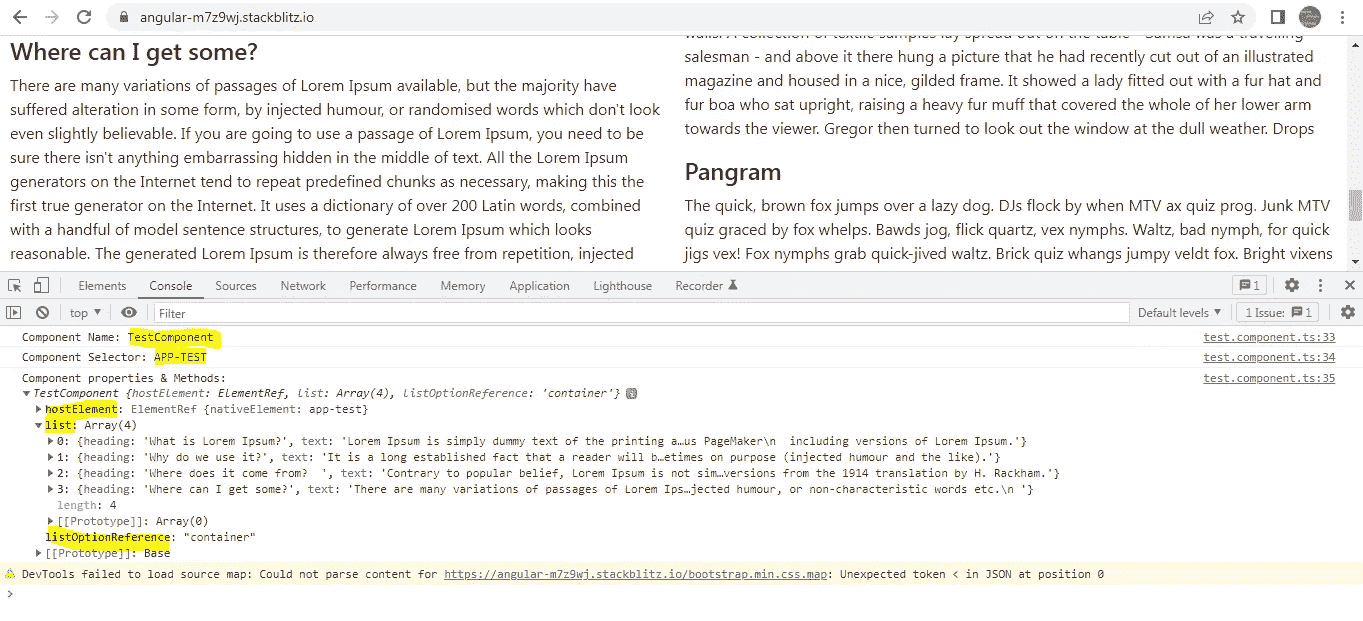 angular-m7z9wj.stackblitz.io
Where can I get some?
There are many variations of passages of Lorem Ipsum available, but the majority have
suffered alteration in some form, by injected humour, or randomised words which don't look
even slightly believable. If you are going to use a passage of Lorem Ipsum, you need to be
sure there isn't anything embarrassing hidden in the middle of text. All the Lorem Ipsum
generators on the Internet tend to repeat predefined chunks as necessary, making this the
first true generator on the Internet. It uses a dictionary of over 200 Latin words, combined
with a handful of model sentence structures, to generate Lorem Ipsum which looks
reasonable. The generated Lorem Ipsum is therefore always free from repetition, injected
walls. A collection of textile samples lay spread out on the table - Samsa was a travelling
salesman - and above it there hung a picture that he had recently cut out of an illustrated
magazine and housed in a nice, gilded frame. It showed a lady fitted out with a fur hat and
fur boa who sat upright, raising a heavy fur muff that covered the whole of her lower arm
towards the viewer. Gregor then turned to look out the window at the dull weather. Drops
Pangram
The quick, brown fox jumps over a lazy dog. DJs flock by when MTV ax quiz prog. Junk MTV
quiz graced by fox whelps. Bawds jog, flick quartz, vex nymphs. Waltz, bad nymph, for quick
jigs vex! Fox nymphs grab quick-jived waltz. Brick quiz whangs jumpy veldt fox. Bright vixens
Elements Console Sources Network Performance Memory Application Lighthouse Recorder 1
top Filter Default levels 1 Issue: 1
Component Name: TestComponent test.component.ts:33
Component Selector: APP-TEST test.component.ts:34
Component properties & Methods: test.component.ts:35
TestComponent {hostElement: ElementRef, list: Array(4), listOptionReference: 'container'} i
hostElement: ElementRef {nativeElement: app-test}
list: Array(4)
0: {heading: 'What is Lorem Ipsum?', text: 'Lorem Ipsum is simply dummy text of the printing a…us PageMaker\n  including versions of Lorem Ipsum.'}
1: {heading: 'Why do we use it?', text: 'It is a long established fact that a reader will b…etimes on purpose (injected humour and the like).'}
2: {heading: 'Where does it come from?  ', text: 'Contrary to popular belief, Lorem Ipsum is not sim…versions from the 1914 translation by H. Rackham.'}
3: {heading: 'Where can I get some?', text: 'There are many variations of passages of Lorem Ips…jected humour, or non-characteristic words etc.\n '}
length: 4
[[Prototype]]: Array(0)
listOptionReference: "container"
[[Prototype]]: Base
DevTools failed to load source map: Could not parse content for https://angular-m7z9wj.stackblitz.io/bootstrap.min.css.map: Unexpected token < in JSON at position 0
>